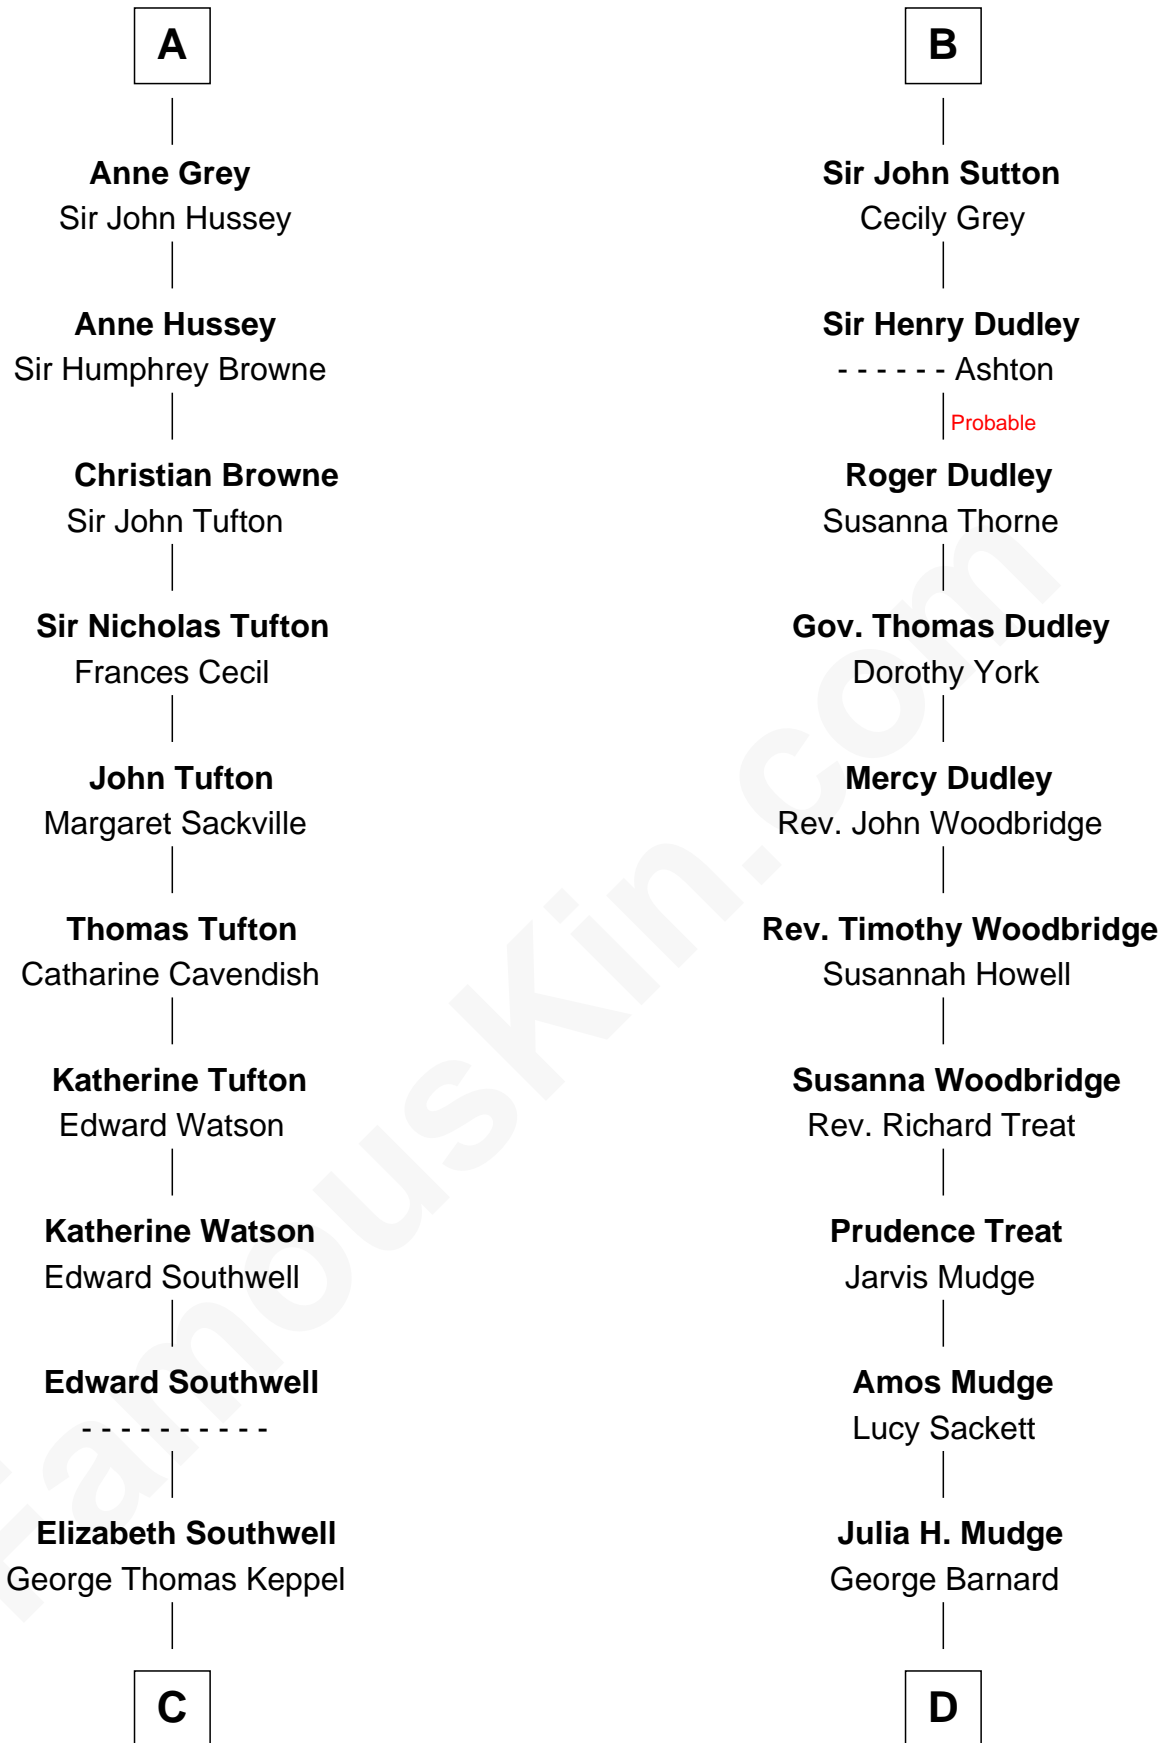 A
Anne Grey
Sir John Hussey
Anne Hussey
Sir Humphrey Browne
Christian Browne
Sir John Tufton
Sir Nicholas Tufton
Frances Cecil
John Tufton
Margaret Sackville
Thomas Tufton
Catharine Cavendish
Katherine Tufton
Edward Watson
Katherine Watson
Edward Southwell
Edward Southwell
- - - - - - - - - -
Elizabeth Southwell
George Thomas Keppel
C
B
Sir John Sutton
Cecily Grey
Sir Henry Dudley
- - - - - - Ashton
Probable
Roger Dudley
Susanna Thorne
Gov. Thomas Dudley
Dorothy York
Mercy Dudley
Rev. John Woodbridge
Rev. Timothy Woodbridge
Susannah Howell
Susanna Woodbridge
Rev. Richard Treat
Prudence Treat
Jarvis Mudge
Amos Mudge
Lucy Sackett
Julia H. Mudge
George Barnard
D
FamousKin.com